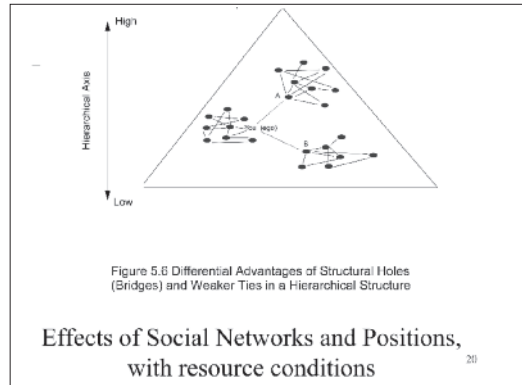 High
Hierarchical Axis
A
You (ego)
B
Low
Figure 5.6 Differential Advantages of Structural Holes
(Bridges) and Weaker Ties in a Hierarchical Structure
Effects of Social Networks and Positions,
with resource conditions
20